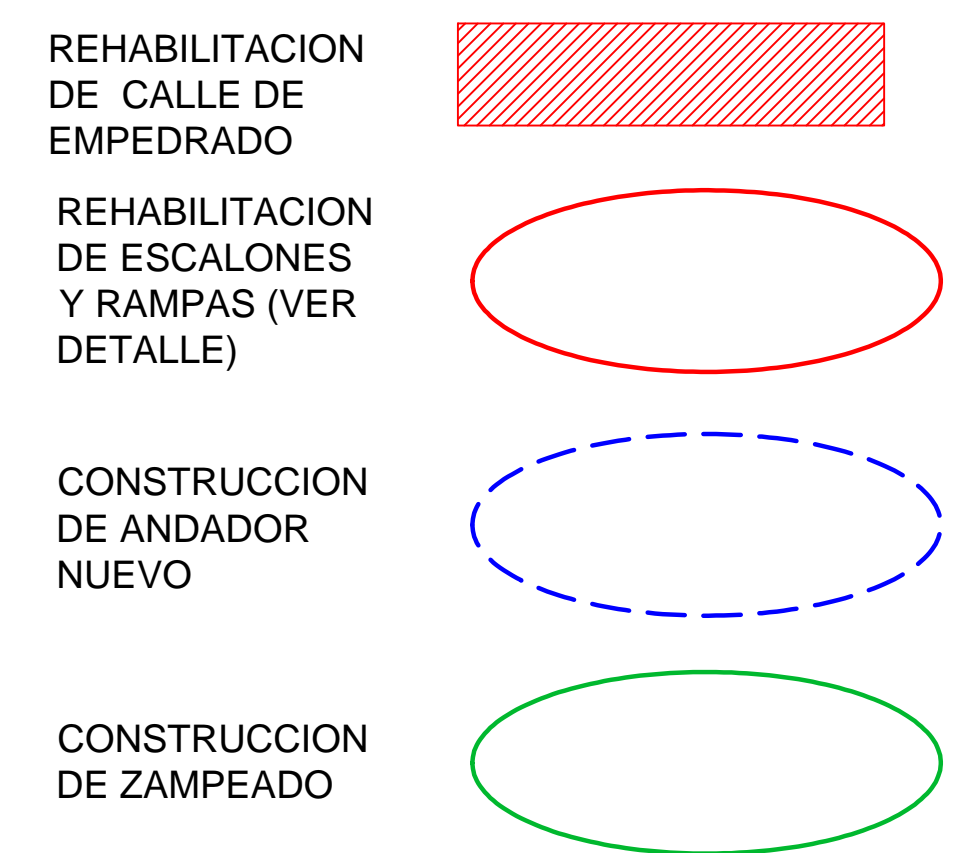 REHABILITACION
DE CALLE DE
EMPEDRADO
REHABILITACION
DE ESCALONES
Y RAMPAS (VER
DETALLE)
CONSTRUCCION
DE ANDADOR
NUEVO
CONSTRUCCION
DE ZAMPEADO